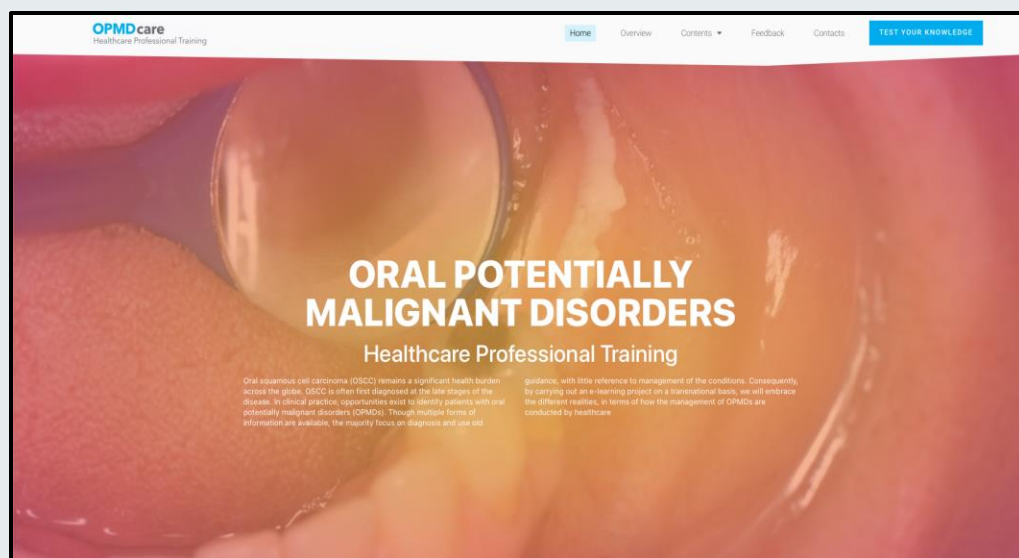 OPMDcare
Healthcare Professional Training
Home
Overview
Contents
Feedback
Contacts
TEST YOUR KNOWLEDGE
ORAL POTENTIALLY
MALIGNANT DISORDERS
Healthcare Professional Training
Oral squamous cell carcinoma (OSCC) remains a significant health burden
across the globe. OSCC is often first diagnosed at the late stages of the
disease. In clinical practice, opportunities exist to identify patients with oral
potentially malignant disorders (OPMDs). Though multiple forms of
information are available, the majority focus on diagnosis and use old
guidance, with little reference to management of the conditions. Consequently,
by carrying out an e-learning project on a transnational basis, we will embrace
the different realities, in terms of how the management of OPMDs are
conducted by healthcare